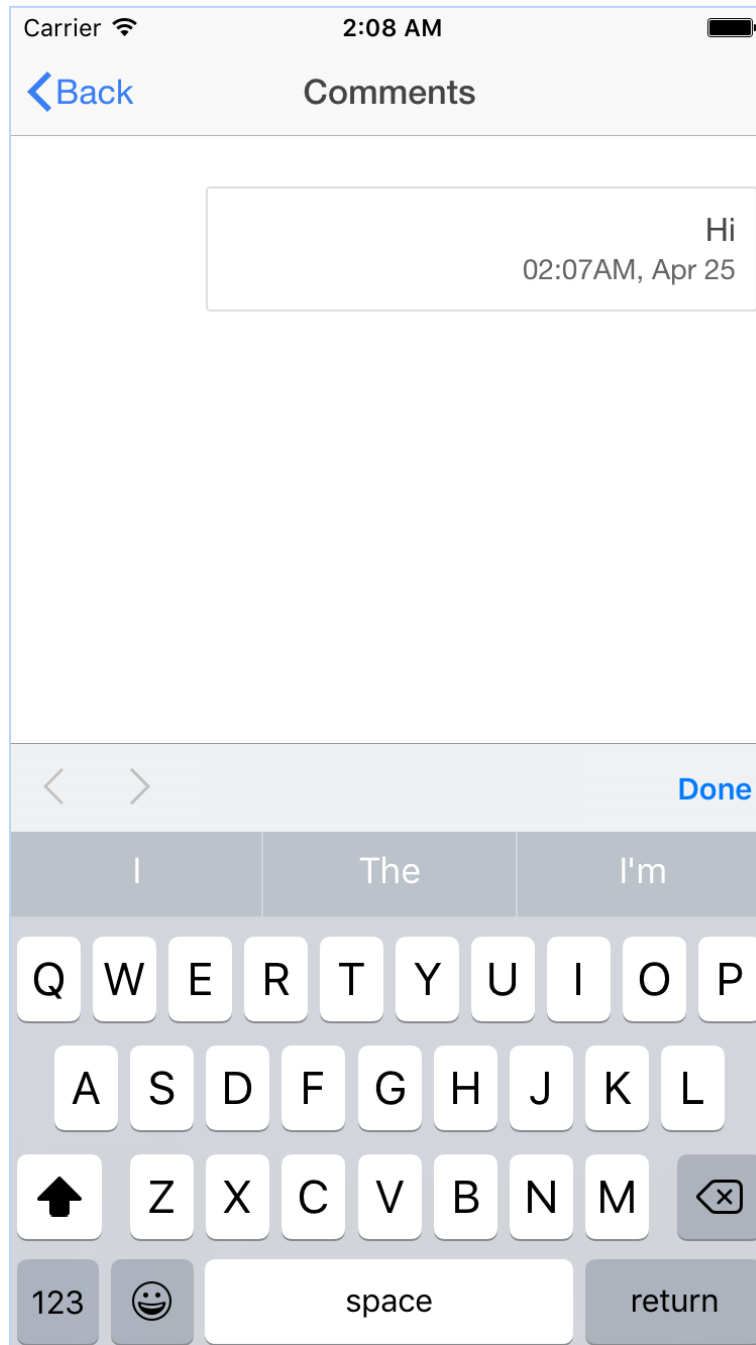 Carrier 2:08 AM
Back Comments
Hi
02:07AM, Apr 25
Done
I The I'm
Q W E R T Y U I O P
A S D F G H J K L
Z X C V B N M
123 space return